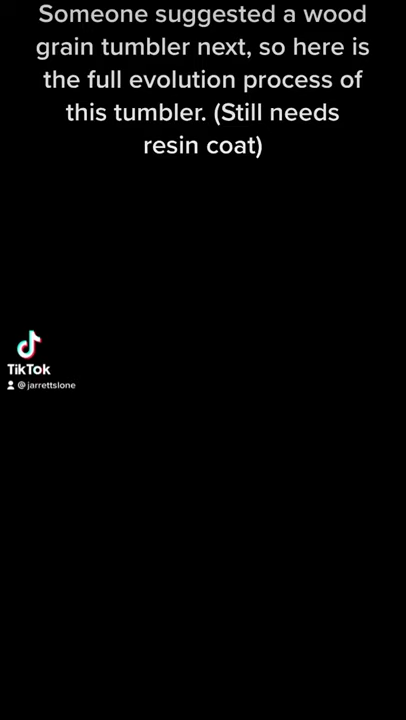 Someone suggested a wood
grain tumbler next, so here is
the full evolution process of
this tumbler. (Still needs
resin coat)
TikTok
@jarrettslone